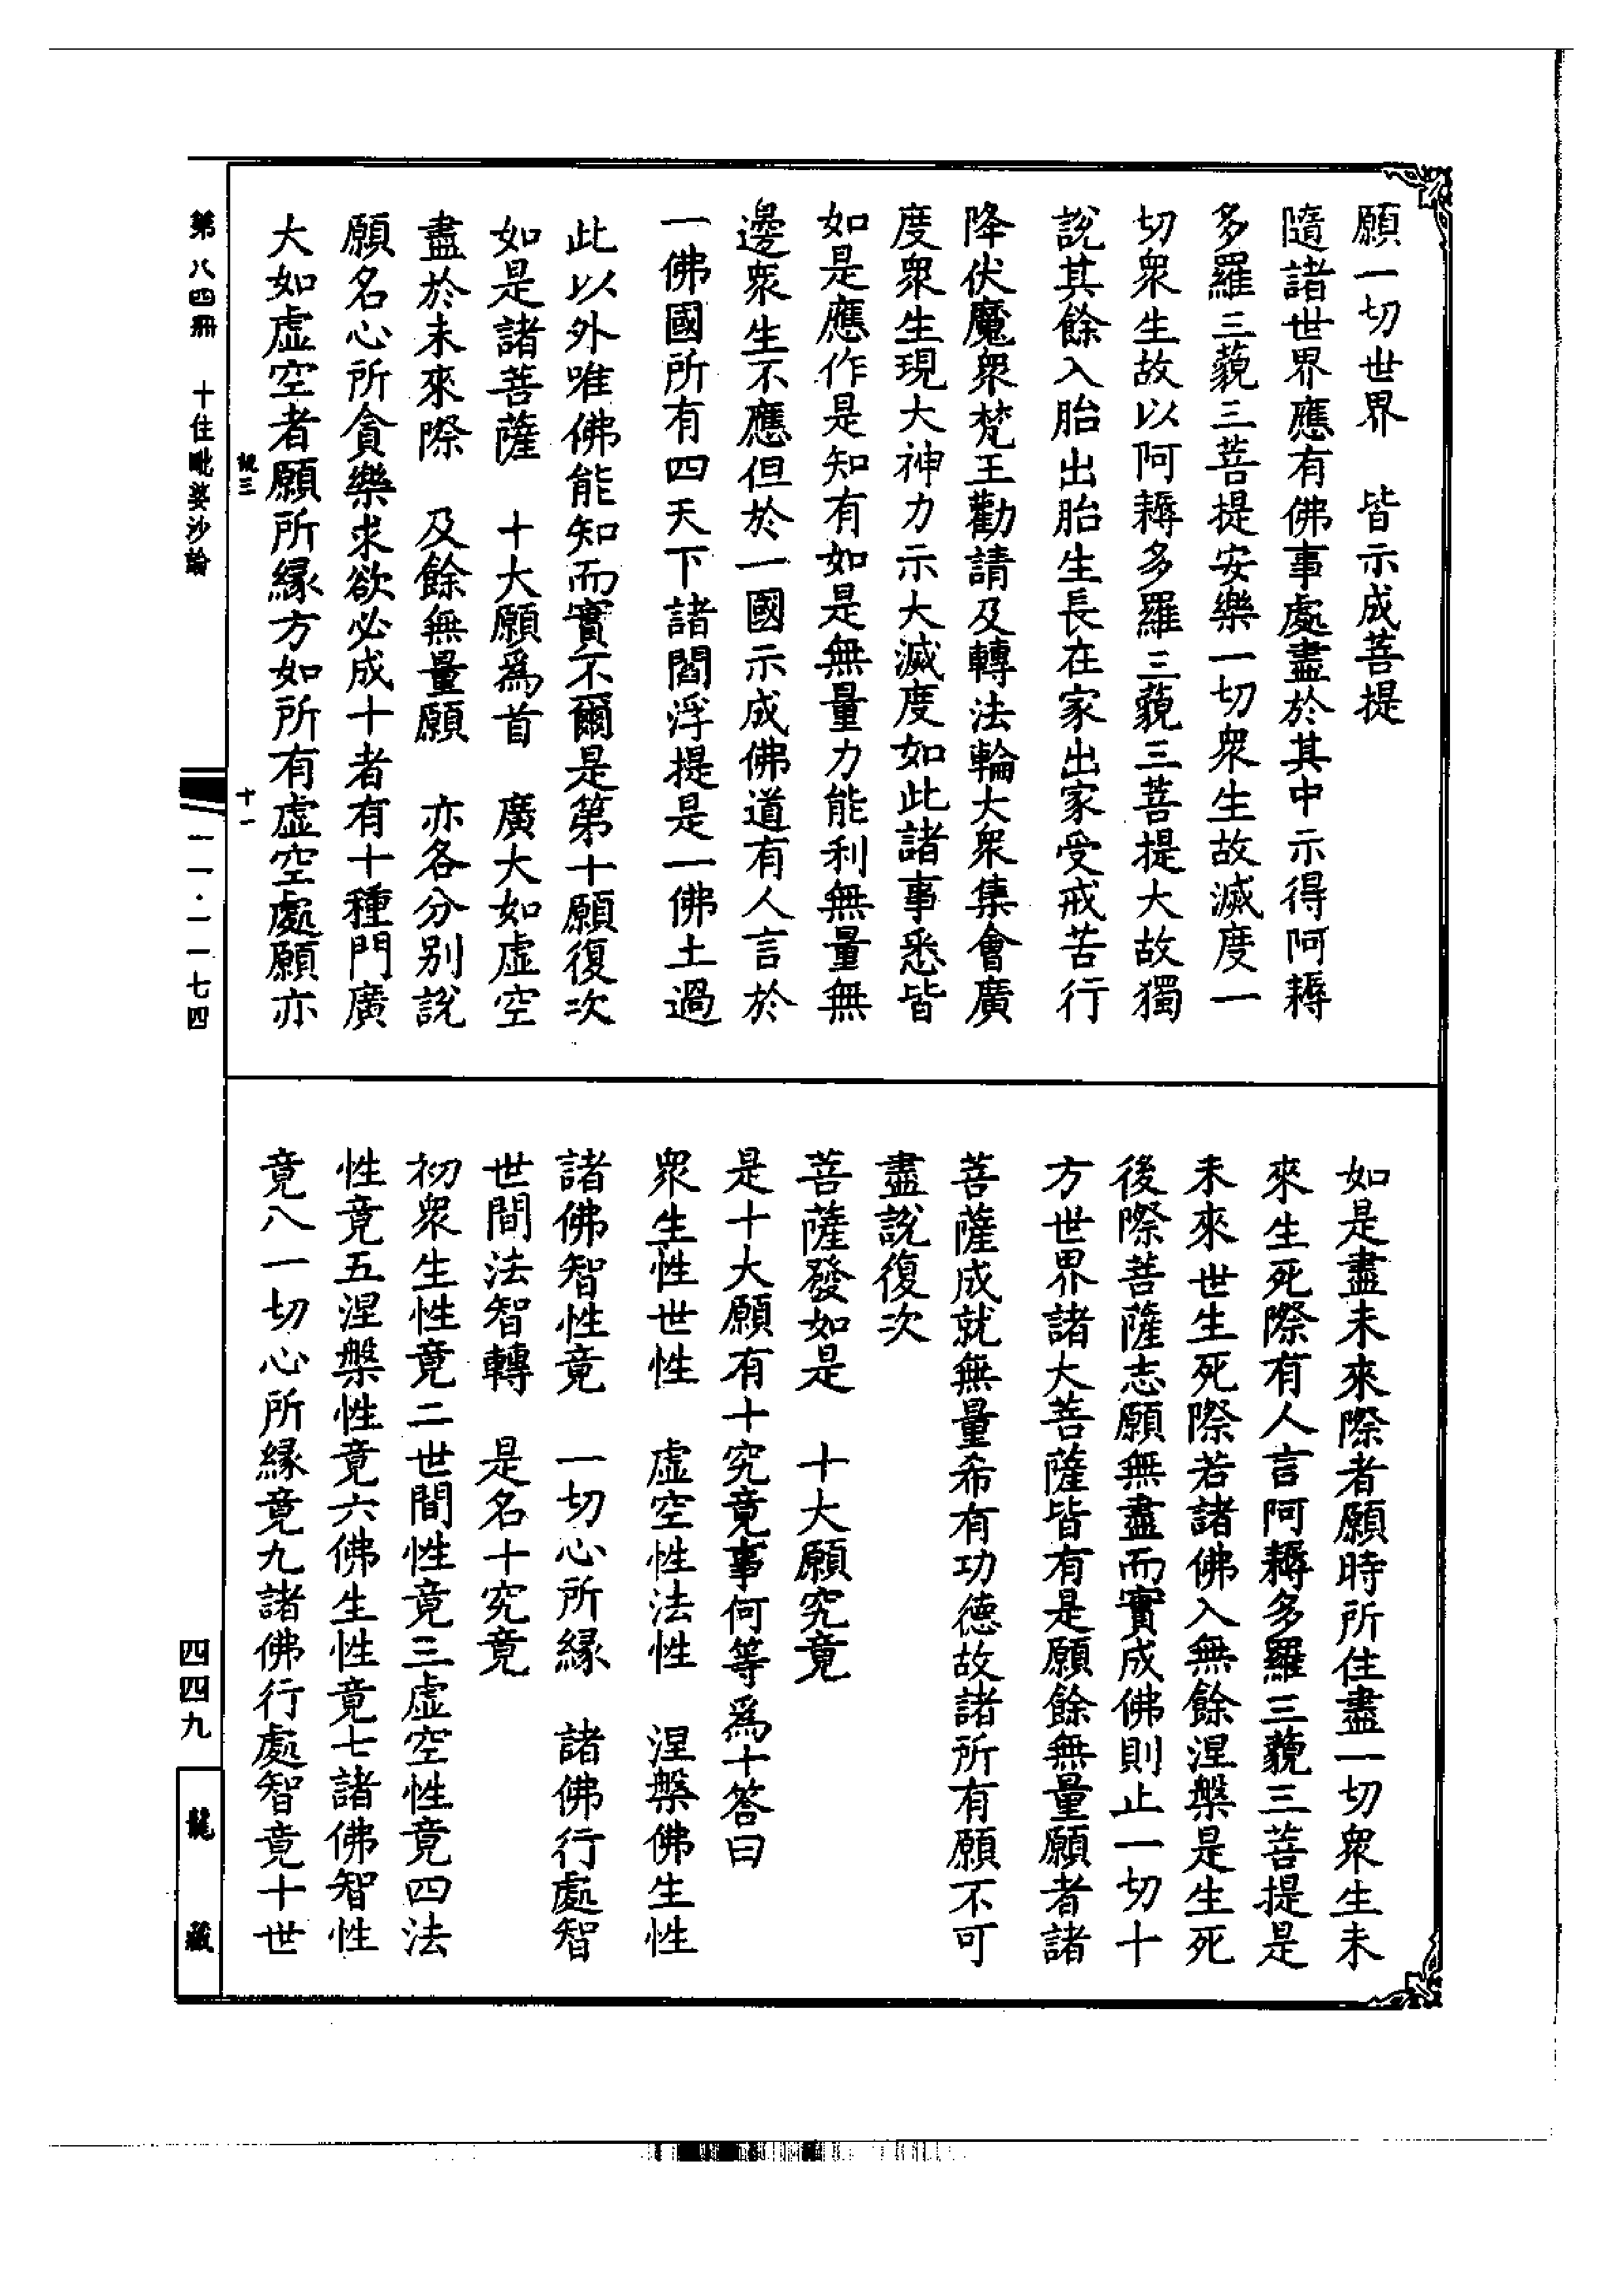 願一切世界　皆示成菩提
隨諸世界應有佛事處盡於其中示得阿耨
多羅三藐三菩提安樂一切衆生故滅度一
切衆生故以阿耨多羅三藐三菩提大故獨
說其餘入胎出胎生長在家出家受戒苦行
降伏魔衆梵王勸請及轉法輪大衆集會廣
度衆生現大神力示大滅度如此諸事悉皆
如是應作是知有如是無量力能利無量無
邊衆生不應但於一國示成佛道有人言於
一佛國所有四天下諸閻浮提是一佛土過
此以外唯佛能知而實不爾是第十願復次
如是諸菩薩　十大願爲首　廣大如虛空
盡於未來際　及餘無量願　亦各分別說
願名心所貪樂求欲必成十者有十種門廣
大如虛空者願所緣方如所有虛空處願亦
如是盡未來際者願時所住盡一切衆生未
來生死際有人言阿耨多羅三藐三菩提是
未來世生死際若諸佛入無餘涅槃是生死
後際菩薩志願無盡而實成佛則止一切十
方世界諸大菩薩皆有是願餘無量願者諸
菩薩成就無量希有功德故諸所有願不可
盡說復次
菩薩發如是　十大願究竟
是十大願有十究竟事何等爲十答曰
衆生性世性　虛空性法性　涅槃佛生性
諸佛智性竟　一切心所緣　諸佛行處智
世間法智轉　是名十究竟
初衆生性竟二世間性竟三虛空性竟四法
性竟五涅槃性竟六佛生性竟七諸佛智性
竟八一切心所緣竟九諸佛行處智竟十世
說三　十一
第八四冊　十住毗婆沙論　一一·一一七四
四四九
龍藏